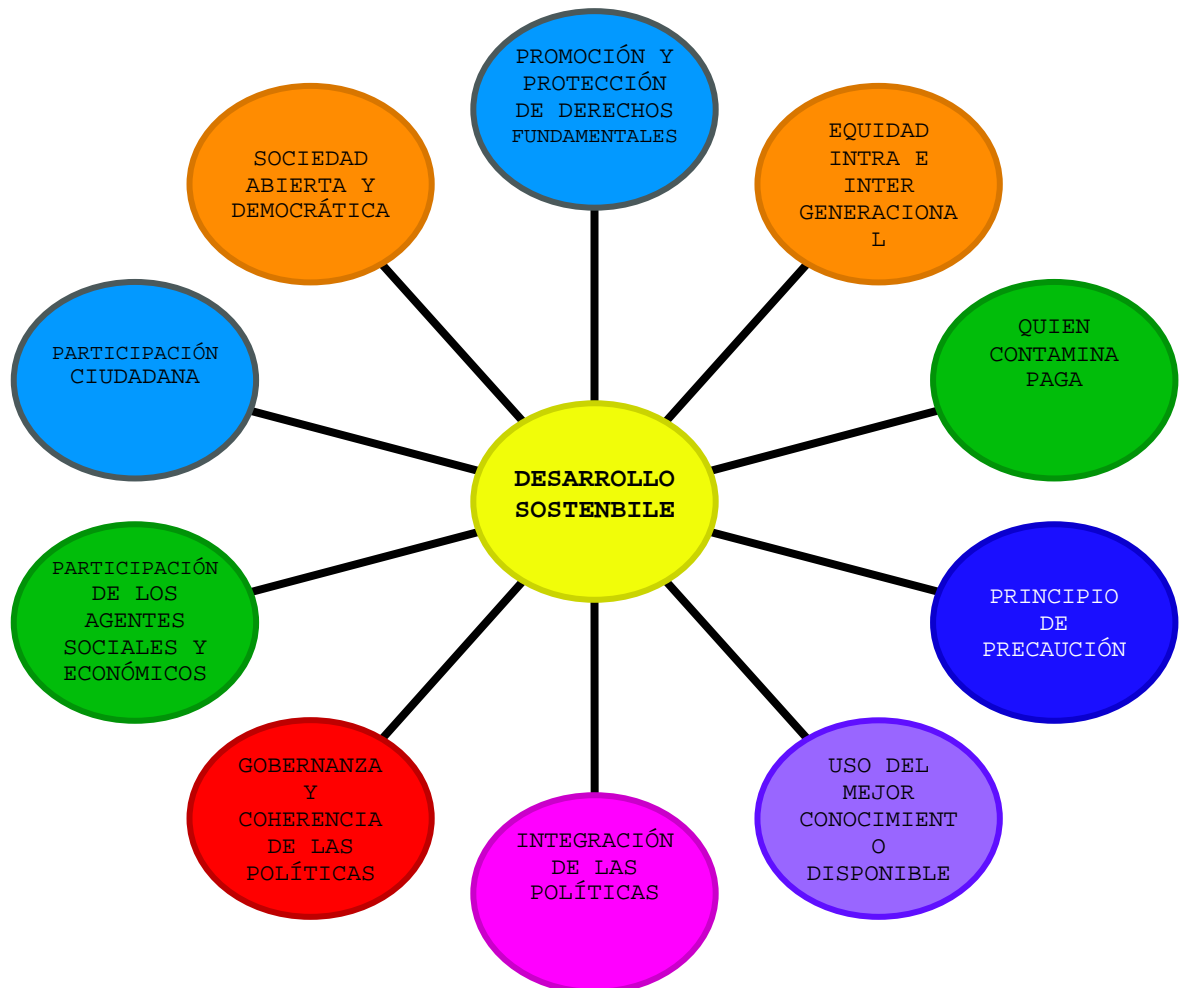 PROMOCIÓN Y
PROTECCIÓN
DE DERECHOS
FUNDAMENTALES
EQUIDAD
INTRA E
INTER
GENERACIONA
L
QUIEN
CONTAMINA
PAGA
PRINCIPIO
DE
PRECAUCIÓN
USO DEL
MEJOR
CONOCIMIENT
O
DISPONIBLE
INTEGRACIÓN
DE LAS
POLÍTICAS
GOBERNANZA
Y
COHERENCIA
DE LAS
POLÍTICAS
PARTICIPACIÓN
DE LOS
AGENTES
SOCIALES Y
ECONÓMICOS
PARTICIPACIÓN
CIUDADANA
SOCIEDAD
ABIERTA Y
DEMOCRÁTICA
DESARROLLO
SOSTENBILE